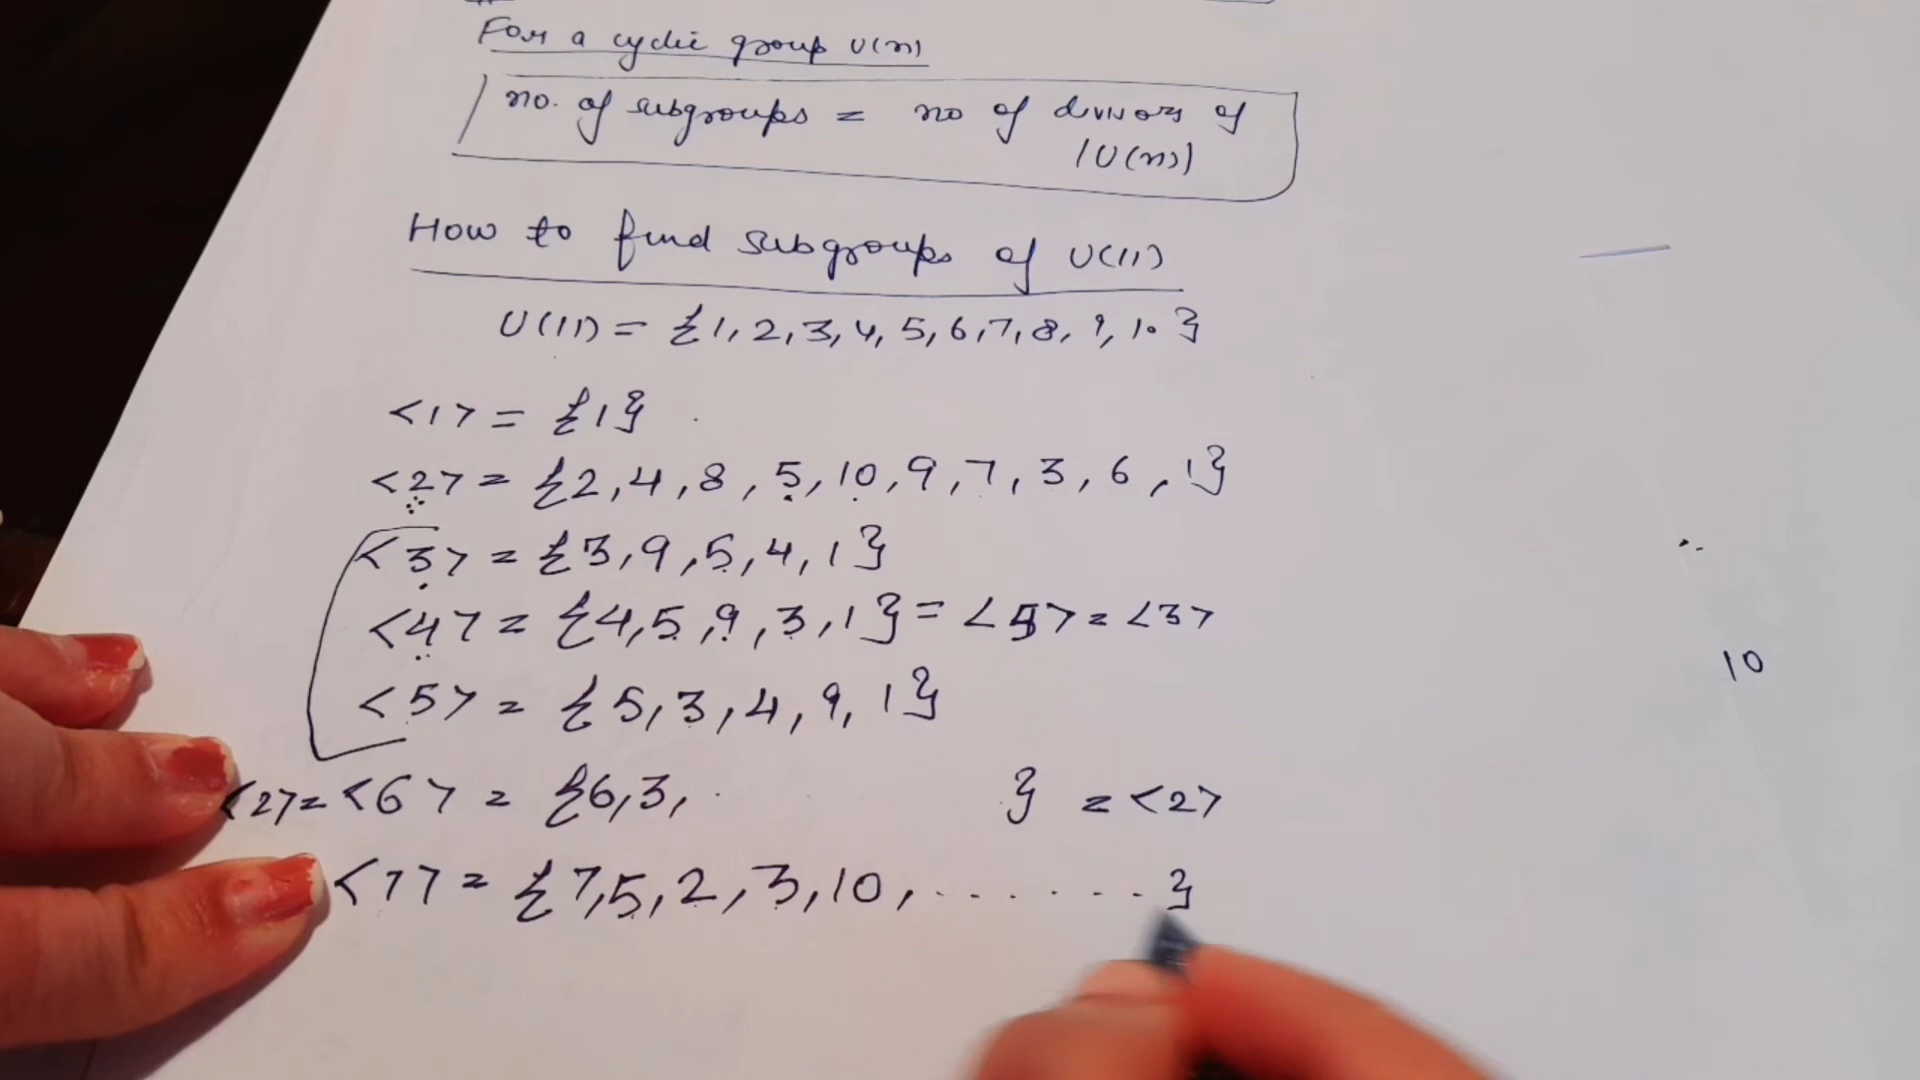 For a cyclic group U(n)
no. of subgroups = no of divisors of
|U(n)|
How to find subgroups of U(11)
U(11) = {1, 2, 3, 4, 5, 6, 7, 8, 9, 10}
<1> = {1}
<2> = {2, 4, 8, 5, 10, 9, 7, 3, 6, 1}
<3> = {3, 9, 5, 4, 1}
<4> = {4, 5, 9, 3, 1} = <5> = <3>
10
<5> = {5, 3, 4, 9, 1}
<2> = <6> = {6, 3, } = <2>
<7> = {7, 5, 2, 3, 10, . . . . . . . }